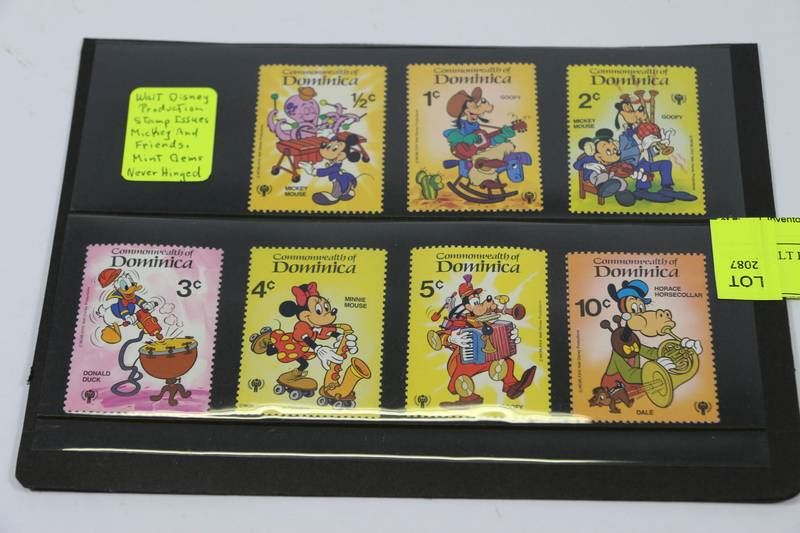 Walt Disney
Production
Stamp Issues
Mickey And
Friends.
Mint Gems
Never Hinged
Commonwealth of
Dominica
½c
MICKEY
MOUSE
Commonwealth of
Dominica
1c
GOOFY
Commonwealth of
Dominica
2c
GOOFY
MICKEY
MOUSE
Commonwealth of
Dominica
3c
DONALD
DUCK
Commonwealth of
Dominica
4c
MINNIE
MOUSE
Commonwealth of
Dominica
5c
Commonwealth of
Dominica
HORACE
HORSECOLLAR
10c
DALE
LOT
2087